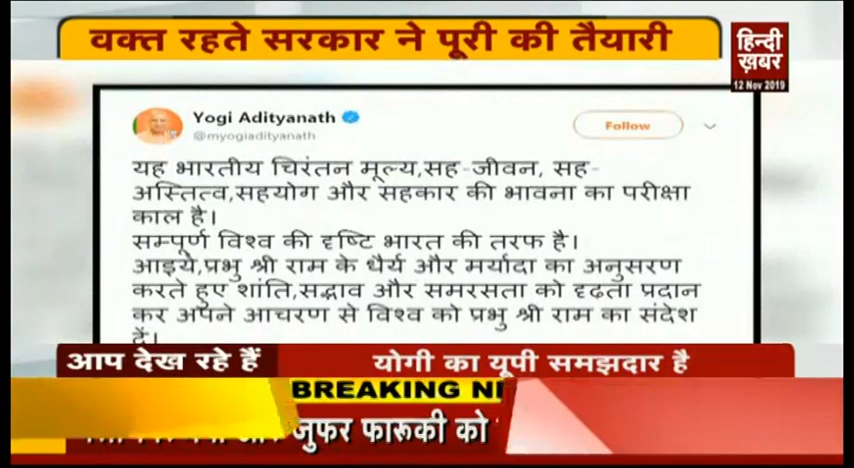 वक्त रहते सरकार ने पूरी की तैयारी
हिन्दी
ख़बर
12 Nov 2019
Yogi Adityanath
@myogiadityanath
Follow
यह भारतीय चिरंतन मूल्य,सह-जीवन, सह-
अस्तित्व,सहयोग और सहकार की भावना का परीक्षा
काल है।
सम्पूर्ण विश्व की दृष्टि भारत की तरफ है।
आइये,प्रभु श्री राम के धैर्य और मर्यादा का अनुसरण
करते हुए शांति,सद्भाव और समरसता को दृढता प्रदान
कर अपने आचरण से विश्व को प्रभु श्री राम का संदेश
दें।
आप देख रहे हैं
योगी का यूपी समझदार है
BREAKING
जुफर फारूकी को